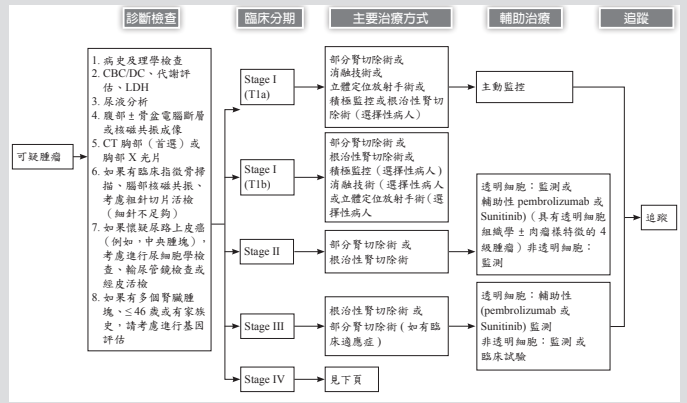 診斷檢查
臨床分期
主要治療方式
輔助治療
追蹤
可疑腫瘤
1. 病史及理學檢查
2. CBC/DC、代謝評
估、LDH
3. 尿液分析
4. 腹部 ± 骨盆電腦斷層
或核磁共振成像
5. CT 胸部（首選）或
胸部 X 光片
6. 如果有臨床指徵骨掃
描、腦部核磁共振、
考慮粗針切片活檢
（細針不足夠）
7. 如果懷疑尿路上皮癌
（例如，中央腫塊），
考慮進行尿細胞學檢
查、輸尿管鏡檢查或
經皮活檢
8. 如果有多個腎臟腫
塊、≤ 46 歲或有家族
史，請考慮進行基因
評估
Stage I
(T1a)
部分腎切除術或
消融技術或
立體定位放射手術或
積極監控或根治性腎切
除術（選擇性病人）
主動監控
Stage I
(T1b)
部分腎切除術或
根治性腎切除術或
積極監控（選擇性病人）
消融技術（選擇性病人
或立體定位放射手術(選
擇性病人
Stage II
部分腎切除術 或
根治性腎切除術
透明細胞：監測或
輔助性 pembrolizumab 或
Sunitinib)（具有透明細胞
組織學 ± 肉瘤樣特徵的 4
級腫瘤）非透明細胞：
監測
Stage III
根治性腎切除術 或
部分腎切除術 ( 如有臨
床適應症 )
透明細胞：輔助性
(pembrolizumab 或
Sunitinib) 監測
非透明細胞：監測 或
臨床試驗
Stage IV
見下頁
追蹤